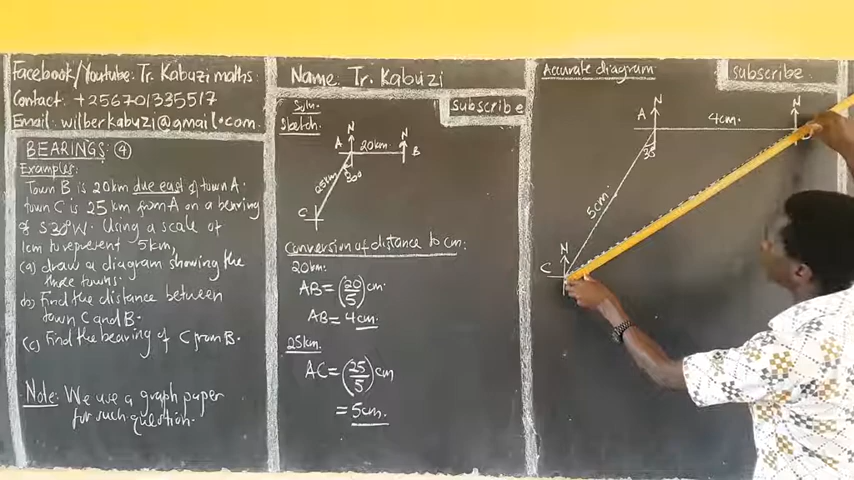 Facebook/Youtube: Tr. Kabuzi maths.
Contact: +256701335517
Email: wilberkabuzi@gmail.com.
BEARINGS: 4
Examples:
Town B is 20km due east of town A.
town C is 25km from A on a bearing
of S30°W. Using a scale of
1cm to represent 5km,
(a) draw a diagram showing the
three towns.
(b) Find the distance between
town C and B.
(c) Find the bearing of C from B.
Note: We use a graph paper
for such question.
Name: Tr. Kabuzi
Subscribe
Soln.
Sketch.
N
N
A
20km
B
25km
30°
C
Conversion of distance to cm:
20km:
AB = (20/5) cm
AB = 4cm.
25km.
AC = (25/5) cm
= 5cm.
Accurate diagram
subscribe
N
N
A
4cm.
5cm.
N
C